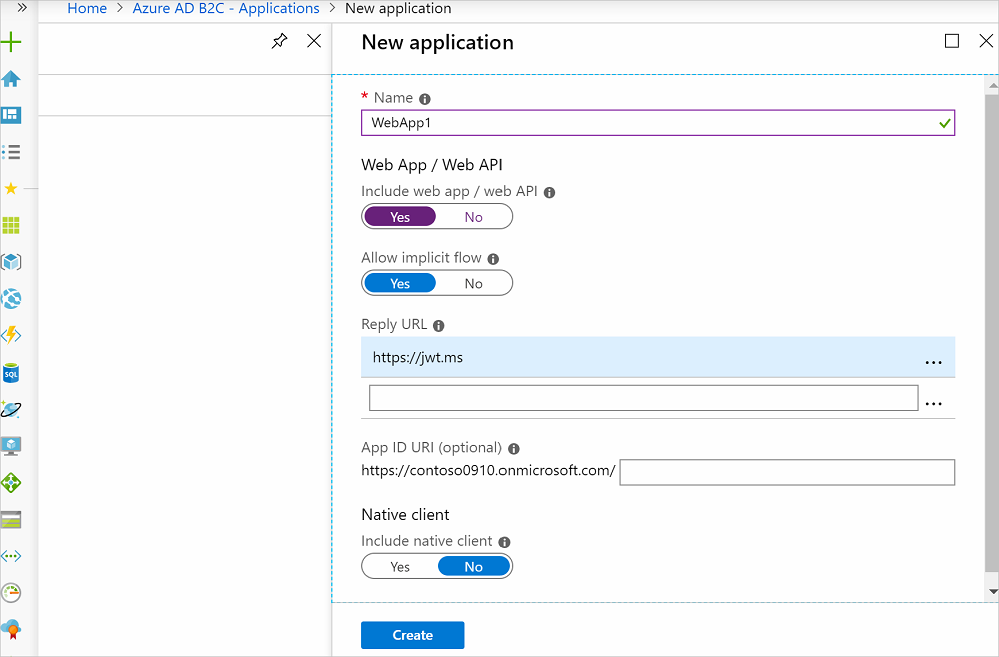 » Home > Azure AD B2C - Applications > New application
New application
* Name
WebApp1
Web App / Web API
Include web app / web API
Yes No
Allow implicit flow
Yes No
Reply URL
https://jwt.ms
...
...
App ID URI (optional)
https://contoso0910.onmicrosoft.com/
Native client
Include native client
Yes No
SQL
Create